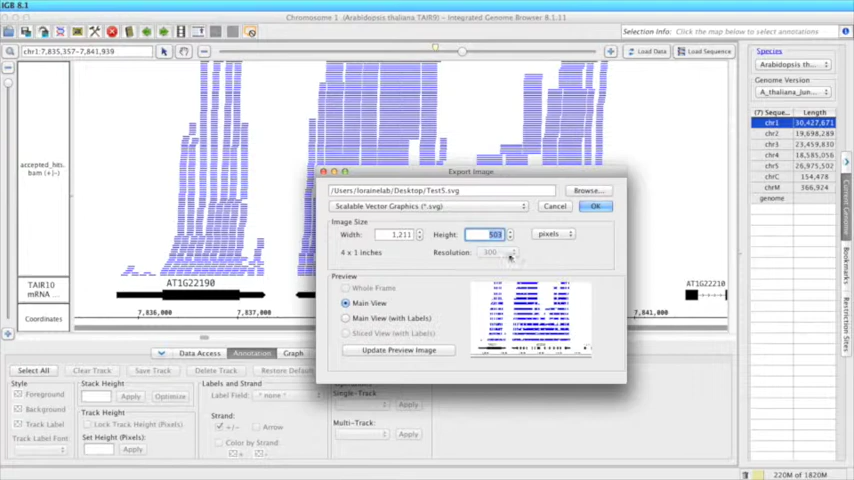 IGB 8.1
Chromosome 1 (Arabidopsis thaliana TAIR9) - Integrated Genome Browser 8.1.11
Selection Info: Click the map below to select annotations
chr1:7,835,357-7,841,939
Load Data
Load Sequence
accepted_hits.
bam (+|-)
TAIR10
mRNA ...
AT1G22190
Coordinates
7,836,000
7,837,000
7,841,000
Export Image
/Users/lorainelab/Desktop/Test5.svg
Browse...
Scalable Vector Graphics (*.svg)
Cancel
OK
Image Size
Width:
1,211
Height:
503
pixels
4 x 1 inches
Resolution:
300
Preview
Whole Frame
Main View
Main View (with Labels)
Sliced View (with Labels)
Update Preview Image
Data Access
Annotation
Graph
Select All
Clear Track
Save Track
Delete Track
Restore Default
Style
Foreground
Background
Track Label
Track Label Font
Stack Height
Apply
Optimize
Lock Track Height (Pixels)
Set Height (Pixels):
Apply
Labels and Strand
Label Field:
* none *
Strand:
+/-
Arrow
Color by Strand
Single-Track:
Apply
Multi-Track:
Apply
Species
Arabidopsis th...
Genome Version
A_thaliana_Jun...
(7) Seque...
Length
chr1
30,427,671
chr2
19,698,289
chr3
23,459,830
chr4
18,585,056
chr5
26,975,502
chrC
154,478
chrM
366,924
genome
Current Genome
Bookmarks
Restriction Sites
220M of 1820M